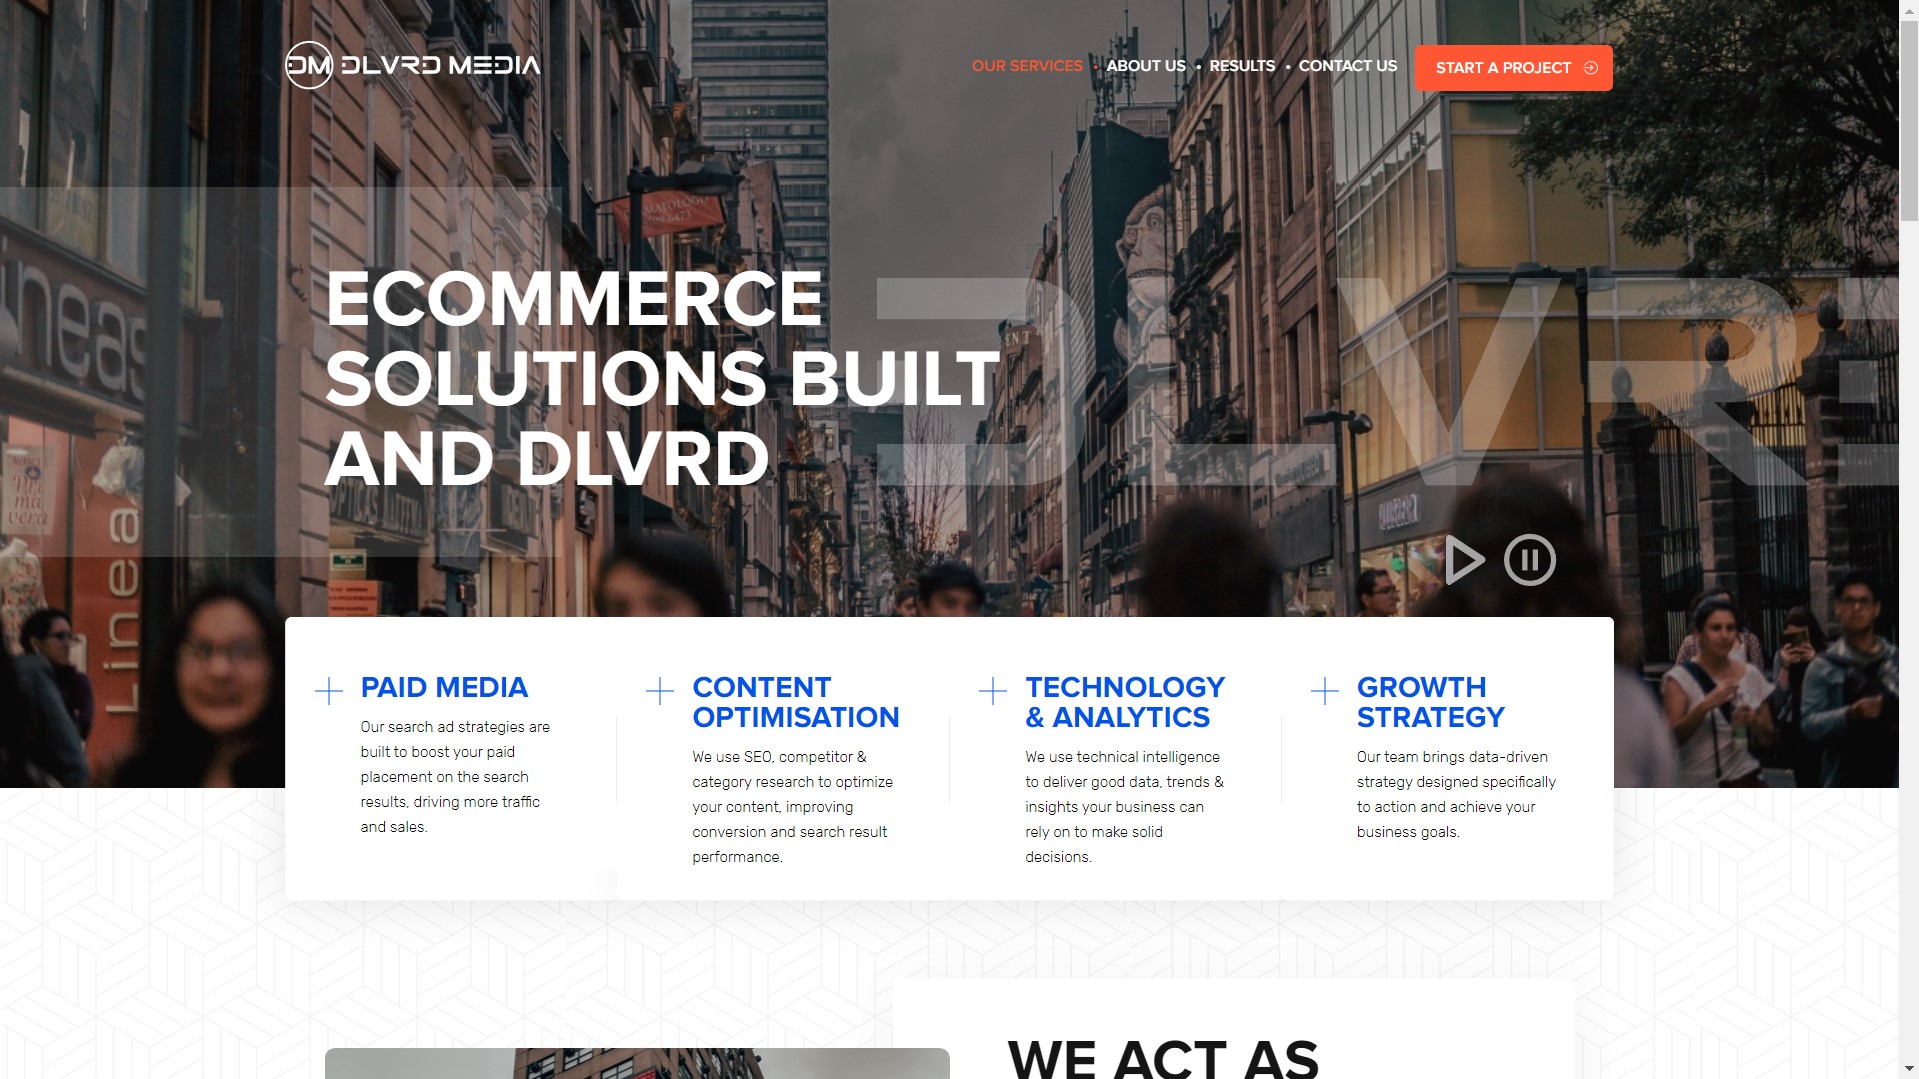 DM DLVRD MEDIA
OUR SERVICES • ABOUT US • RESULTS • CONTACT US
START A PROJECT
ECOMMERCE
SOLUTIONS BUILT
AND DLVRD
DLVR
ineas
Linea
PAID MEDIA
Our search ad strategies are
built to boost your paid
placement on the search
results, driving more traffic
and sales.
CONTENT
OPTIMISATION
We use SEO, competitor &
category research to optimize
your content, improving
conversion and search result
performance.
TECHNOLOGY
& ANALYTICS
We use technical intelligence
to deliver good data, trends &
insights your business can
rely on to make solid
decisions.
GROWTH
STRATEGY
Our team brings data-driven
strategy designed specifically
to action and achieve your
business goals.
WE ACT AS